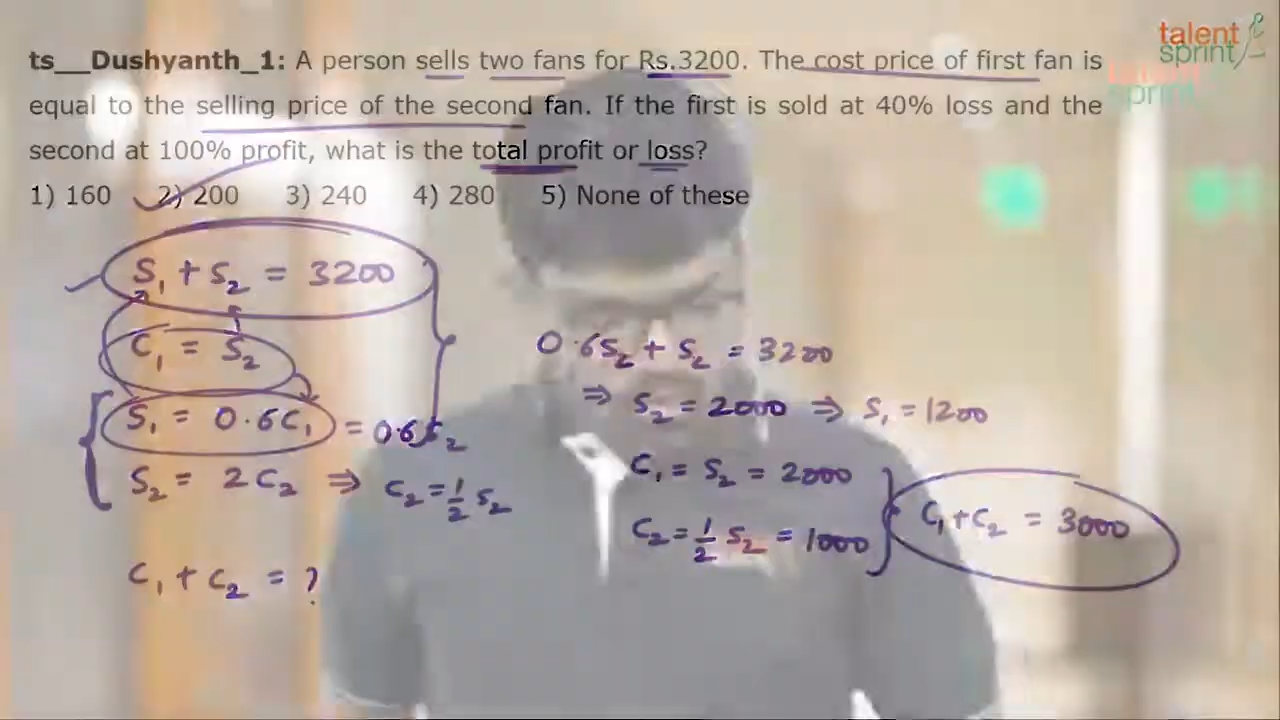 talent
sprint
ts__Dushyanth_1: A person sells two fans for Rs.3200. The cost price of first fan is
equal to the selling price of the second fan. If the first is sold at 40% loss and the
second at 100% profit, what is the total profit or loss?
1) 160 2) 200 3) 240 4) 280 5) None of these
talent
sprint
S₁ + S₂ = 3200
C₁ = S₂
S₁ = 0.6C₁ = 0.6S₂
S₂ = 2C₂ ⇒ C₂ = 1/2 S₂
C₁ + C₂ = ?
0.6S₂ + S₂ = 3200
⇒ S₂ = 2000 ⇒ S₁ = 1200
C₁ = S₂ = 2000
C₂ = 1/2 S₂ = 1000
C₁ + C₂ = 3000